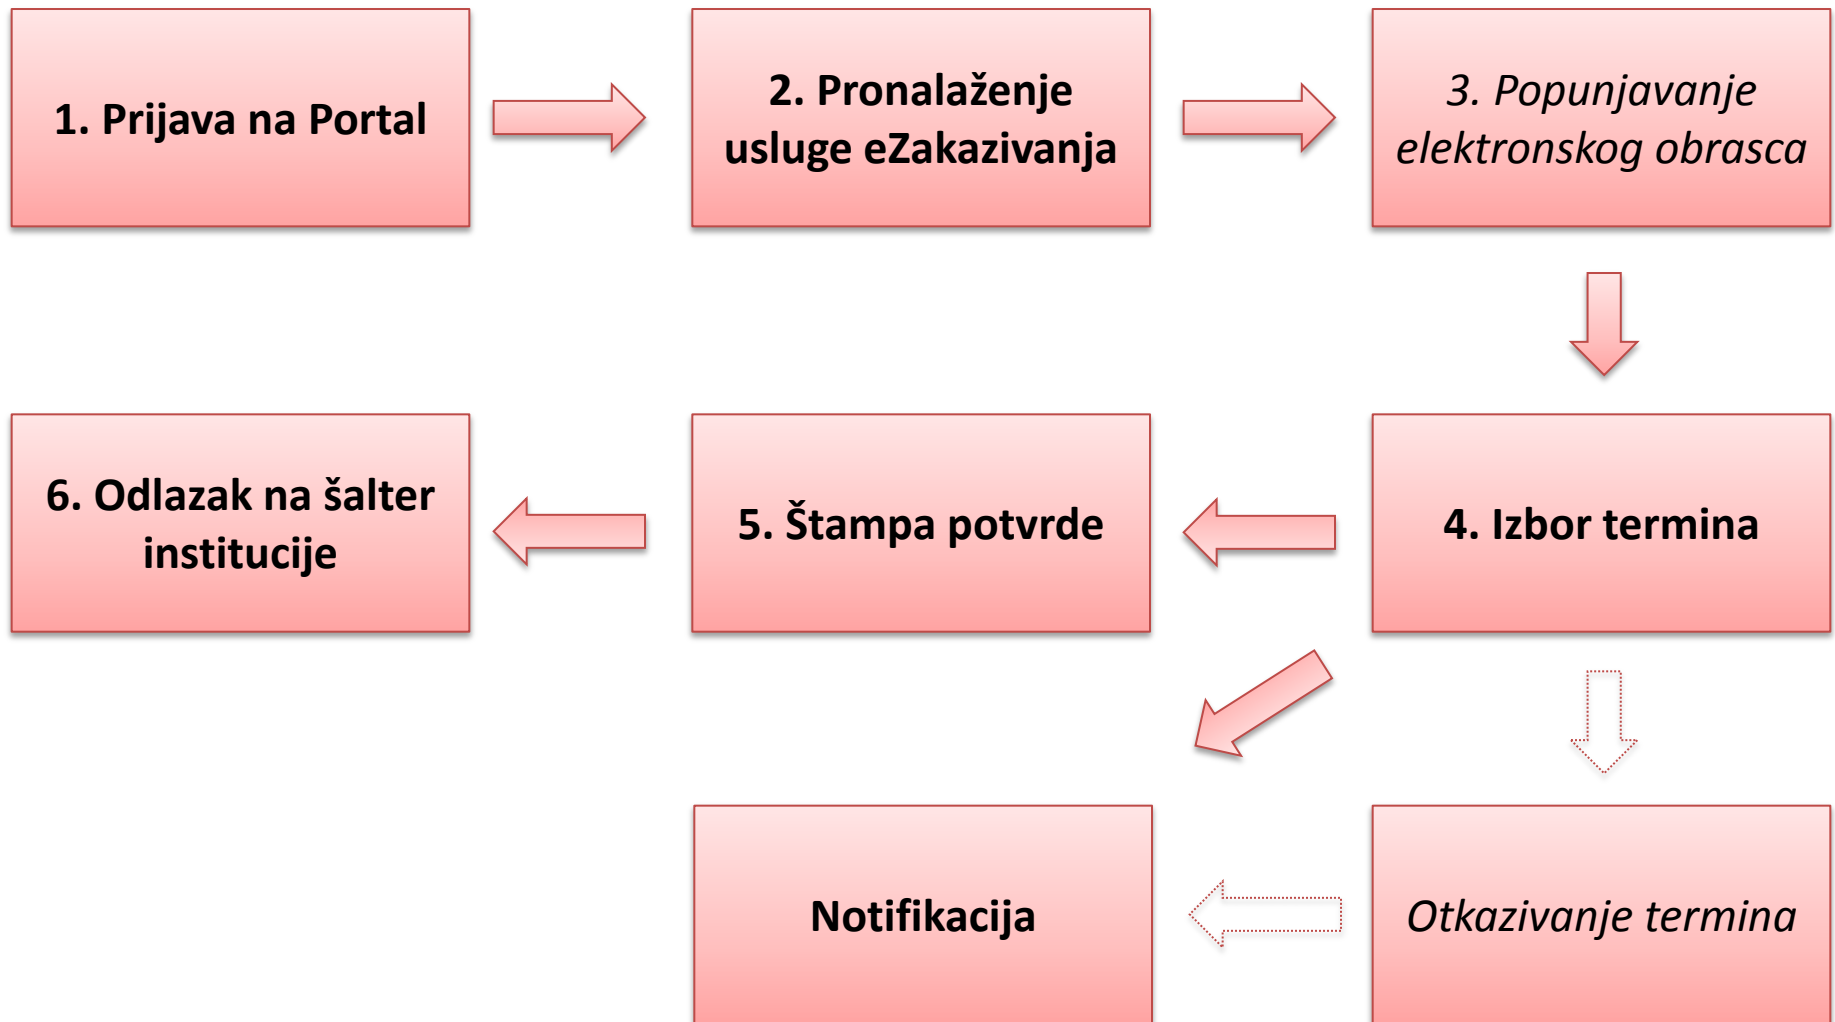 1. Prijava na Portal
2. Pronalaženje
usluge eZakazivanja
3. Popunjavanje
elektronskog obrasca
6. Odlazak na šalter
institucije
5. Štampa potvrde
4. Izbor termina
Notifikacija
Otkazivanje termina